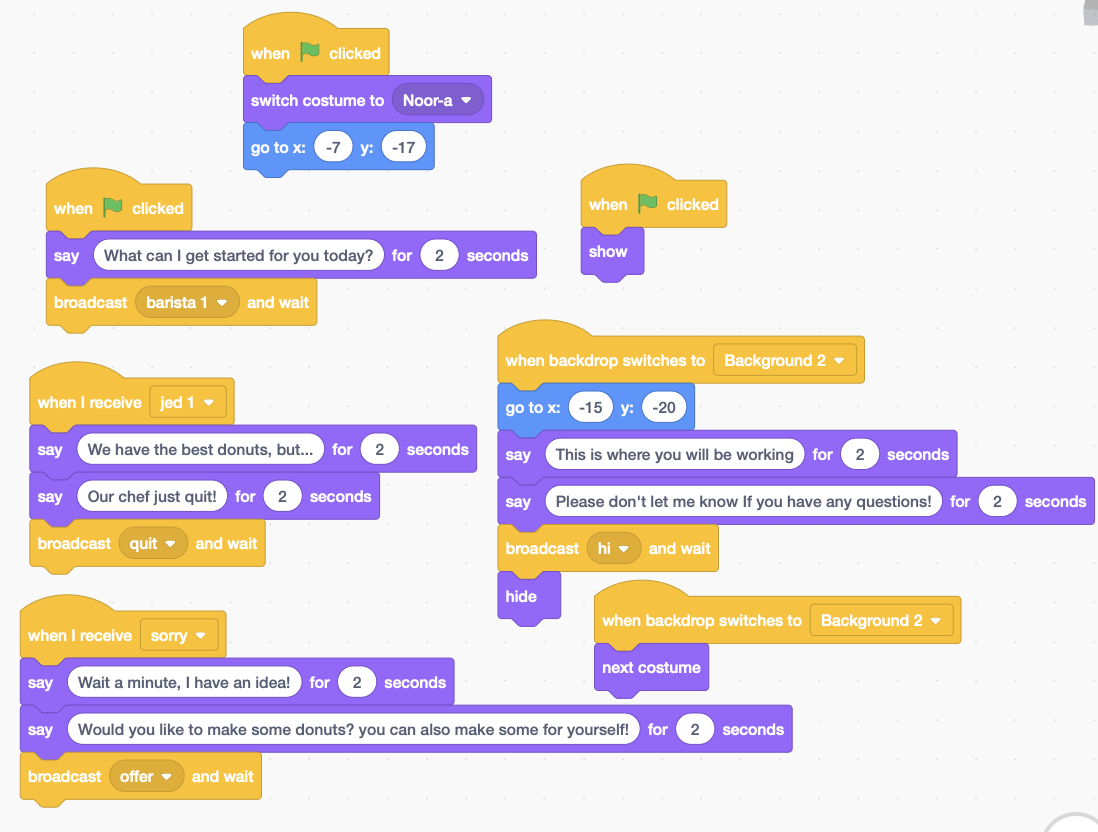 when clicked
switch costume to Noor-a
go to x: -7 y: -17
when clicked
say What can I get started for you today? for 2 seconds
broadcast barista 1 and wait
when clicked
show
when I receive jed 1
say We have the best donuts, but... for 2 seconds
say Our chef just quit! for 2 seconds
broadcast quit and wait
when backdrop switches to Background 2
go to x: -15 y: -20
say This is where you will be working for 2 seconds
say Please don't let me know If you have any questions! for 2 seconds
broadcast hi and wait
hide
when backdrop switches to Background 2
next costume
when I receive sorry
say Wait a minute, I have an idea! for 2 seconds
say Would you like to make some donuts? you can also make some for yourself! for 2 seconds
broadcast offer and wait